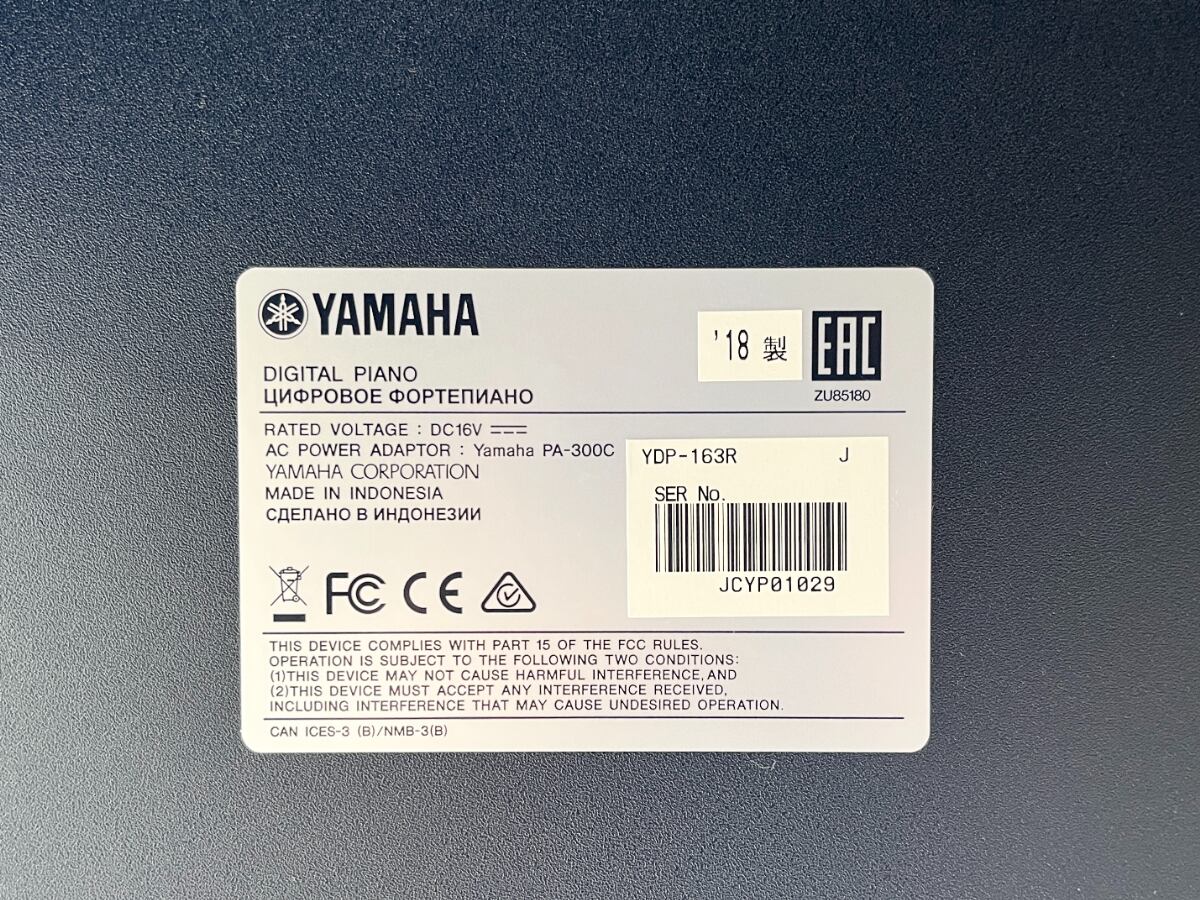 YAMAHA
'18 製
EAC
DIGITAL PIANO
ЦИФРОВОЕ ФОРТЕПИАНО
ZU85180
RATED VOLTAGE : DC16V
AC POWER ADAPTOR : Yamaha PA-300C
YAMAHA CORPORATION
MADE IN INDONESIA
СДЕЛАНО В ИНДОНЕЗИИ
YDP-163R J
SER No.
JCYP01029
FC CE
THIS DEVICE COMPLIES WITH PART 15 OF THE FCC RULES.
OPERATION IS SUBJECT TO THE FOLLOWING TWO CONDITIONS:
(1)THIS DEVICE MAY NOT CAUSE HARMFUL INTERFERENCE, AND
(2)THIS DEVICE MUST ACCEPT ANY INTERFERENCE RECEIVED,
INCLUDING INTERFERENCE THAT MAY CAUSE UNDESIRED OPERATION.
CAN ICES-3 (B)/NMB-3(B)